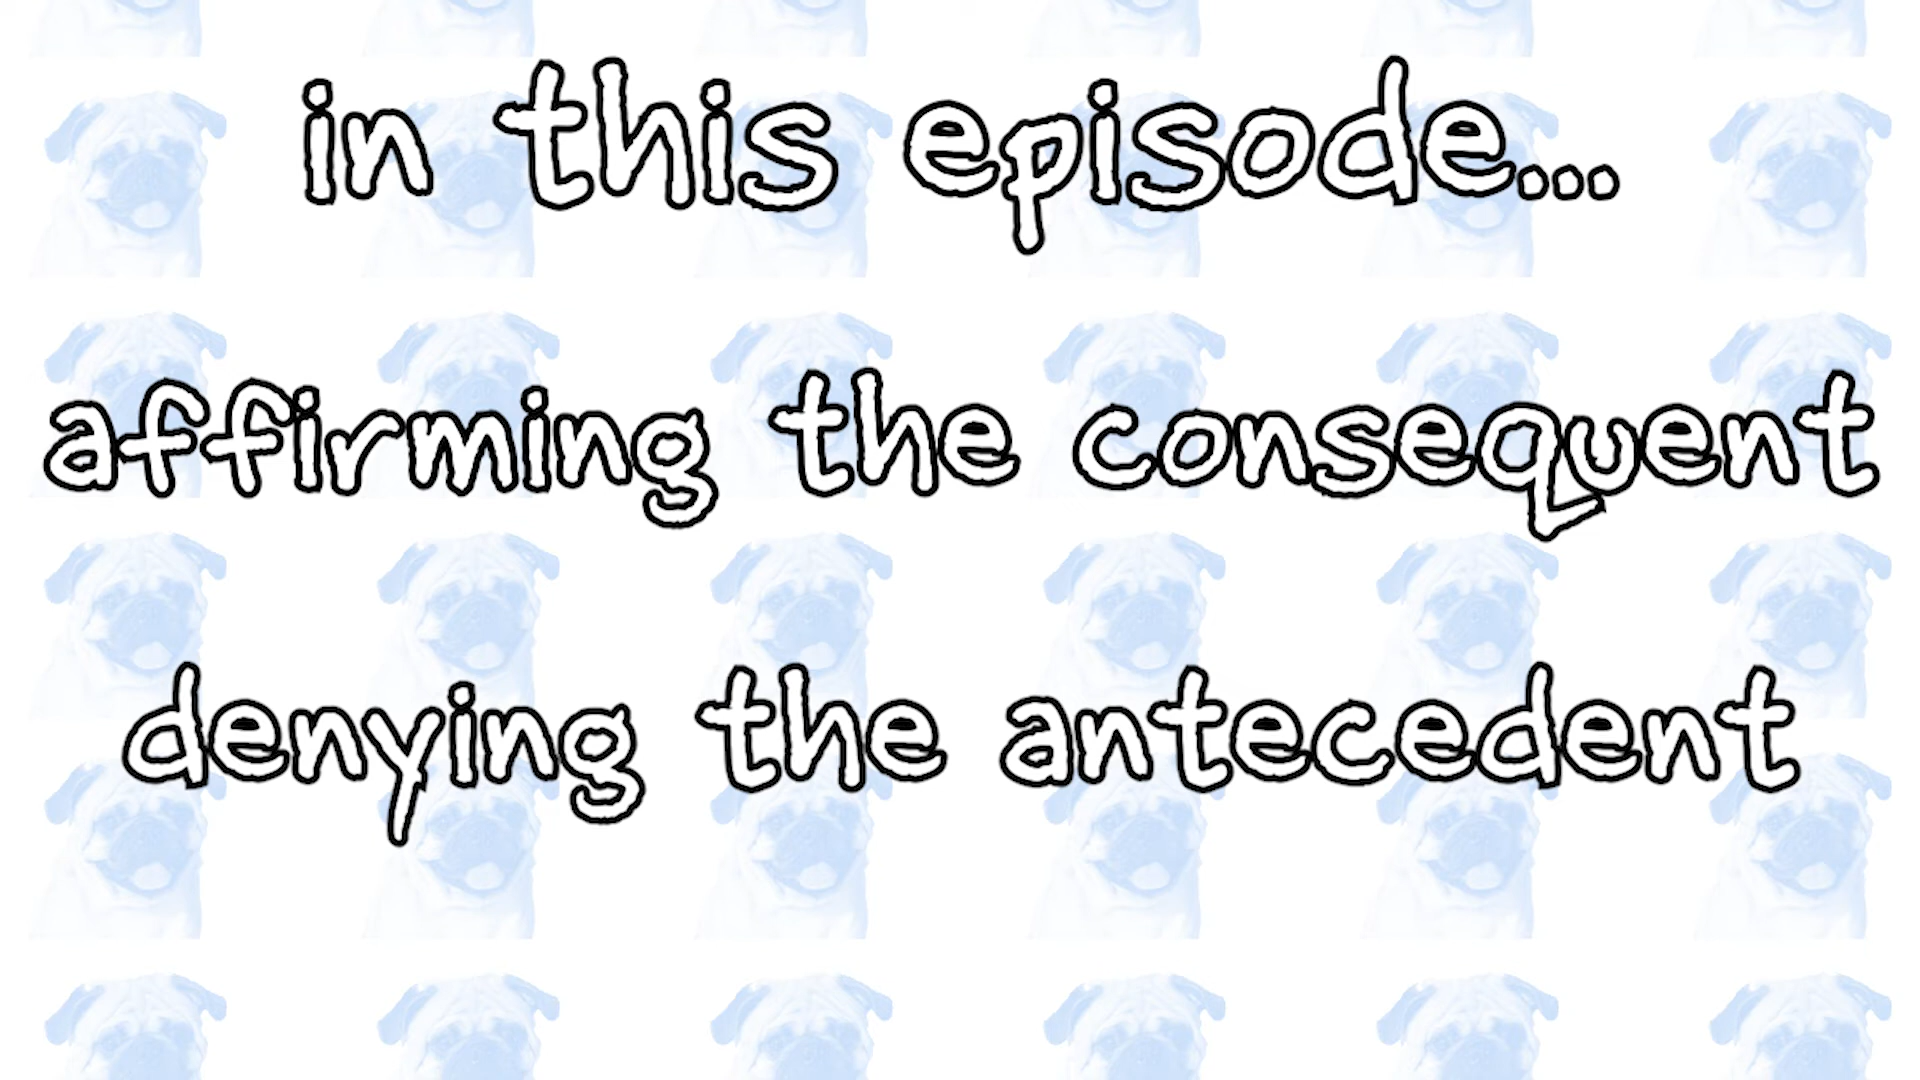 in this episode...
affirming the consequent
denying the antecedent